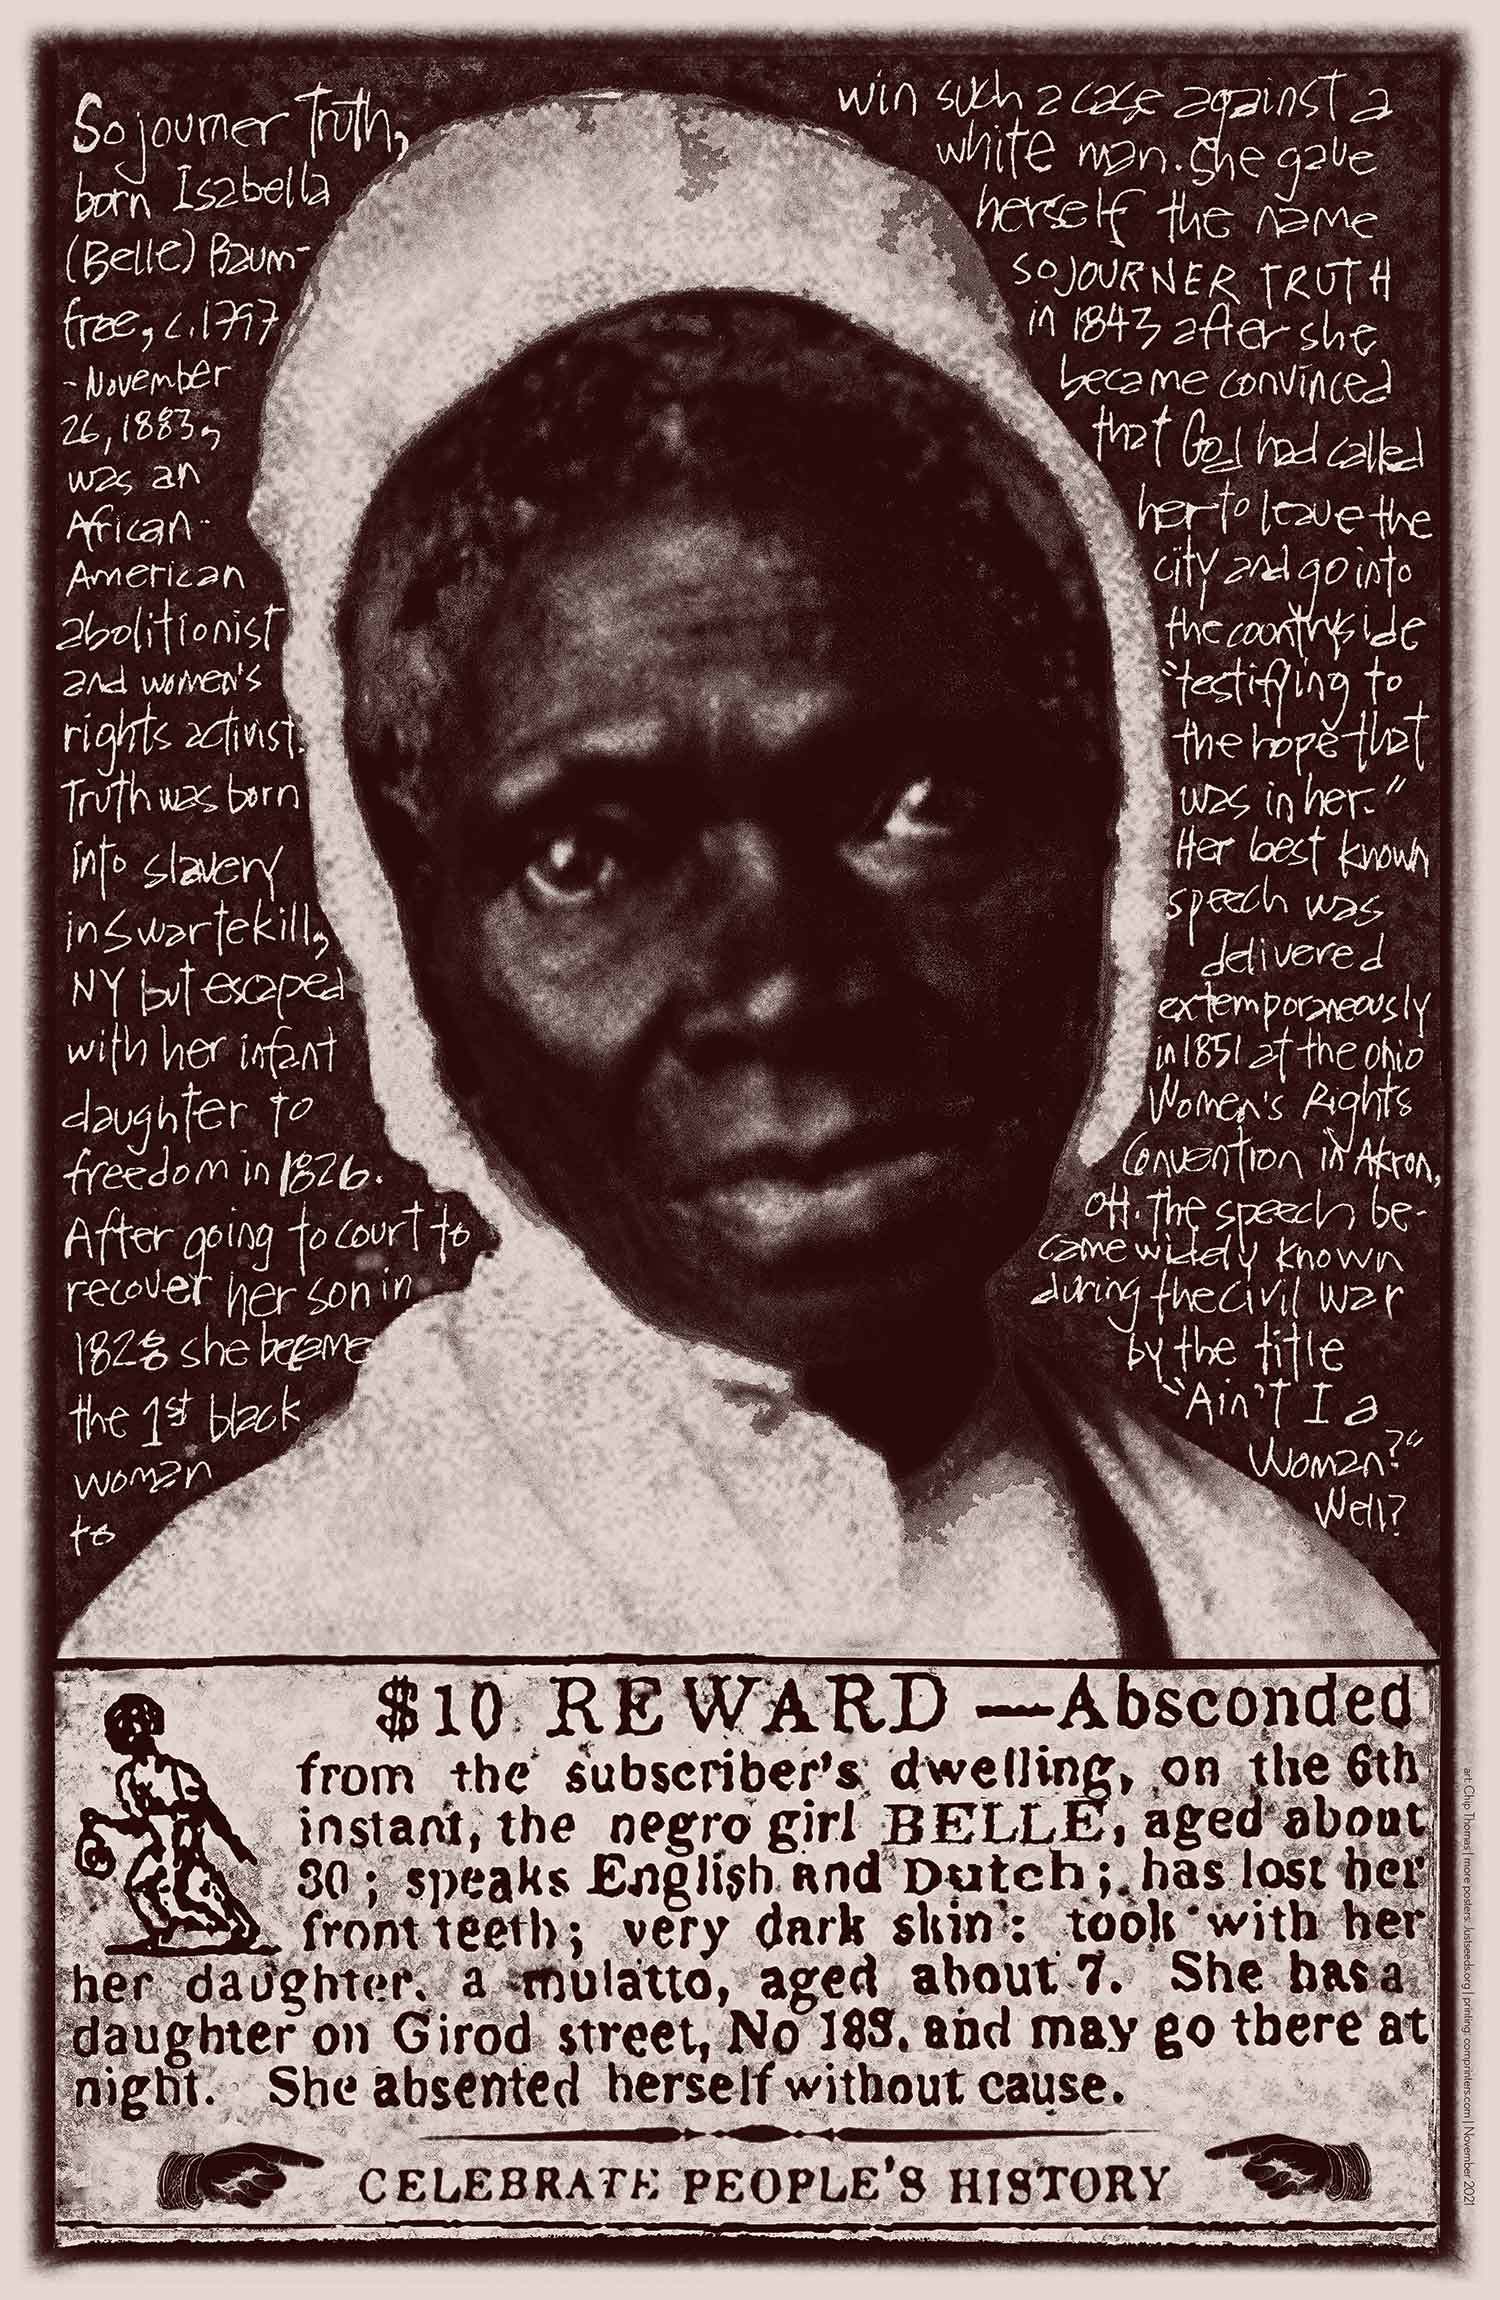 Sojourner Truth,
born Isabella
(Belle) Baum-
free, c.1797
- November
26, 1883,
was an
African-
American
abolitionist
and women's
rights activist.
Truth was born
into slavery
in Swartekill,
NY but escaped
with her infant
daughter to
freedom in 1826.
After going to court to
recover her son in
1828 she became
the 1st black
woman
to
win such a case against a
white man. She gave
herself the name
SOJOURNER TRUTH
in 1843 after she
became convinced
that God had called
her to leave the
city and go into
the countryside
"testifying to
the hope that
was in her."
Her best known
speech was
delivered
extemporaneously
in 1851 at the Ohio
Women's Rights
Convention in Akron,
OH. The speech be-
came widely known
during the Civil War
by the title
"Ain't I a
Woman?"
Well?
$10 REWARD —Absconded
from the subscriber's dwelling, on the 6th
instant, the negro girl BELLE, aged about
30; speaks English and Dutch; has lost her
front teeth; very dark skin: took with her
her daughter, a mulatto, aged about 7. She has a
daughter on Girod street, No 189, and may go there at
night. She absented herself without cause.
CELEBRATE PEOPLE'S HISTORY
art: Chip Thomas | more posters: Justseeds.org | printing: comprinters.com | November 2021